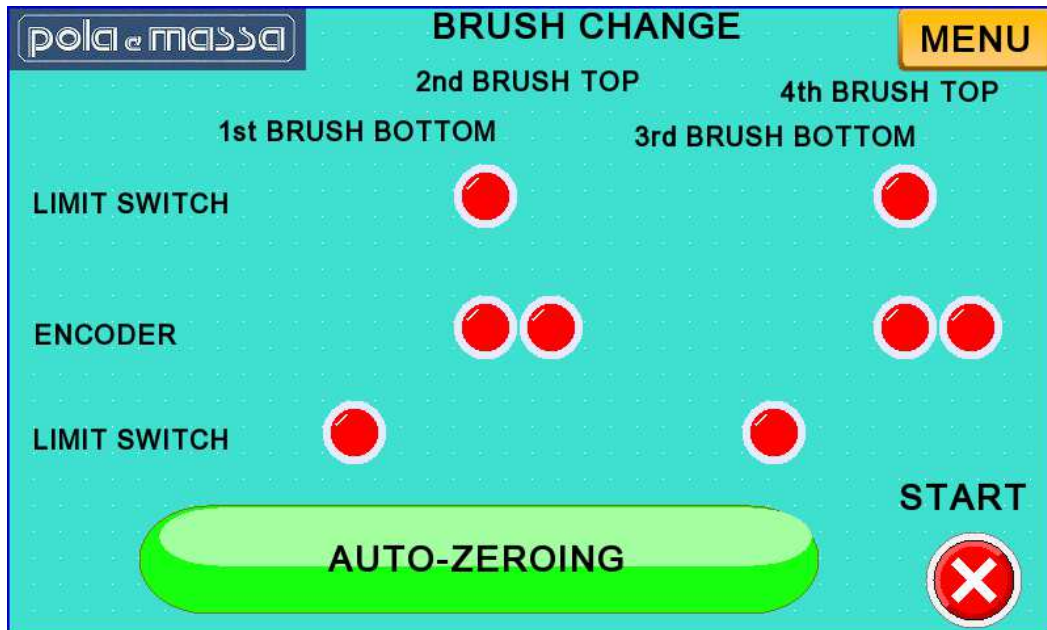 pola e massa
BRUSH CHANGE
MENU
2nd BRUSH TOP
4th BRUSH TOP
1st BRUSH BOTTOM
3rd BRUSH BOTTOM
LIMIT SWITCH
ENCODER
LIMIT SWITCH
START
AUTO-ZEROING